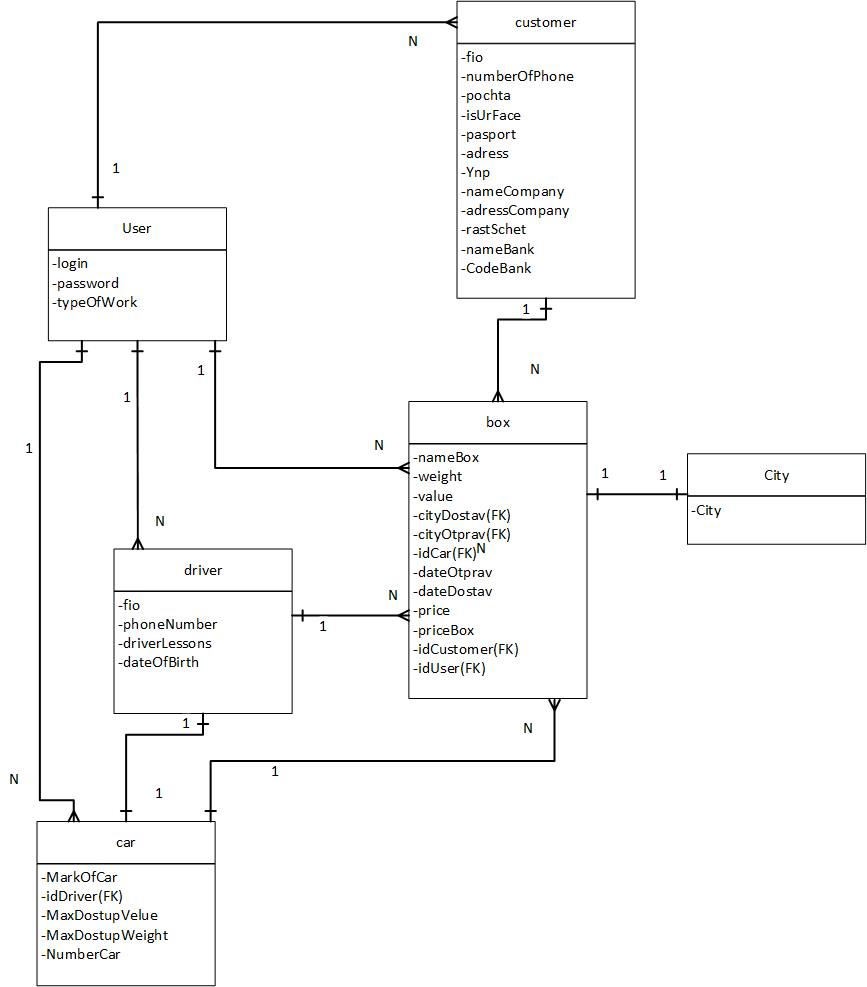 customer
-fio
-numberOfPhone
-pochta
-isUrFace
-pasport
-adress
-Ynp
-nameCompany
-adressCompany
-rastSchet
-nameBank
-CodeBank
N
1
User
-login
-password
-typeOfWork
1
N
1
1
1
N
N
box
-nameBox
-weight
-value
-cityDostav(FK)
-cityOtprav(FK)
-idCar(FK)N
-dateOtprav
-dateDostav
-price
-priceBox
-idCustomer(FK)
-idUser(FK)
1
1
City
-City
driver
-fio
-phoneNumber
-driverLessons
-dateOfBirth
N
1
1
N
1
1
N
car
-MarkOfCar
-idDriver(FK)
-MaxDostupVelue
-MaxDostupWeight
-NumberCar